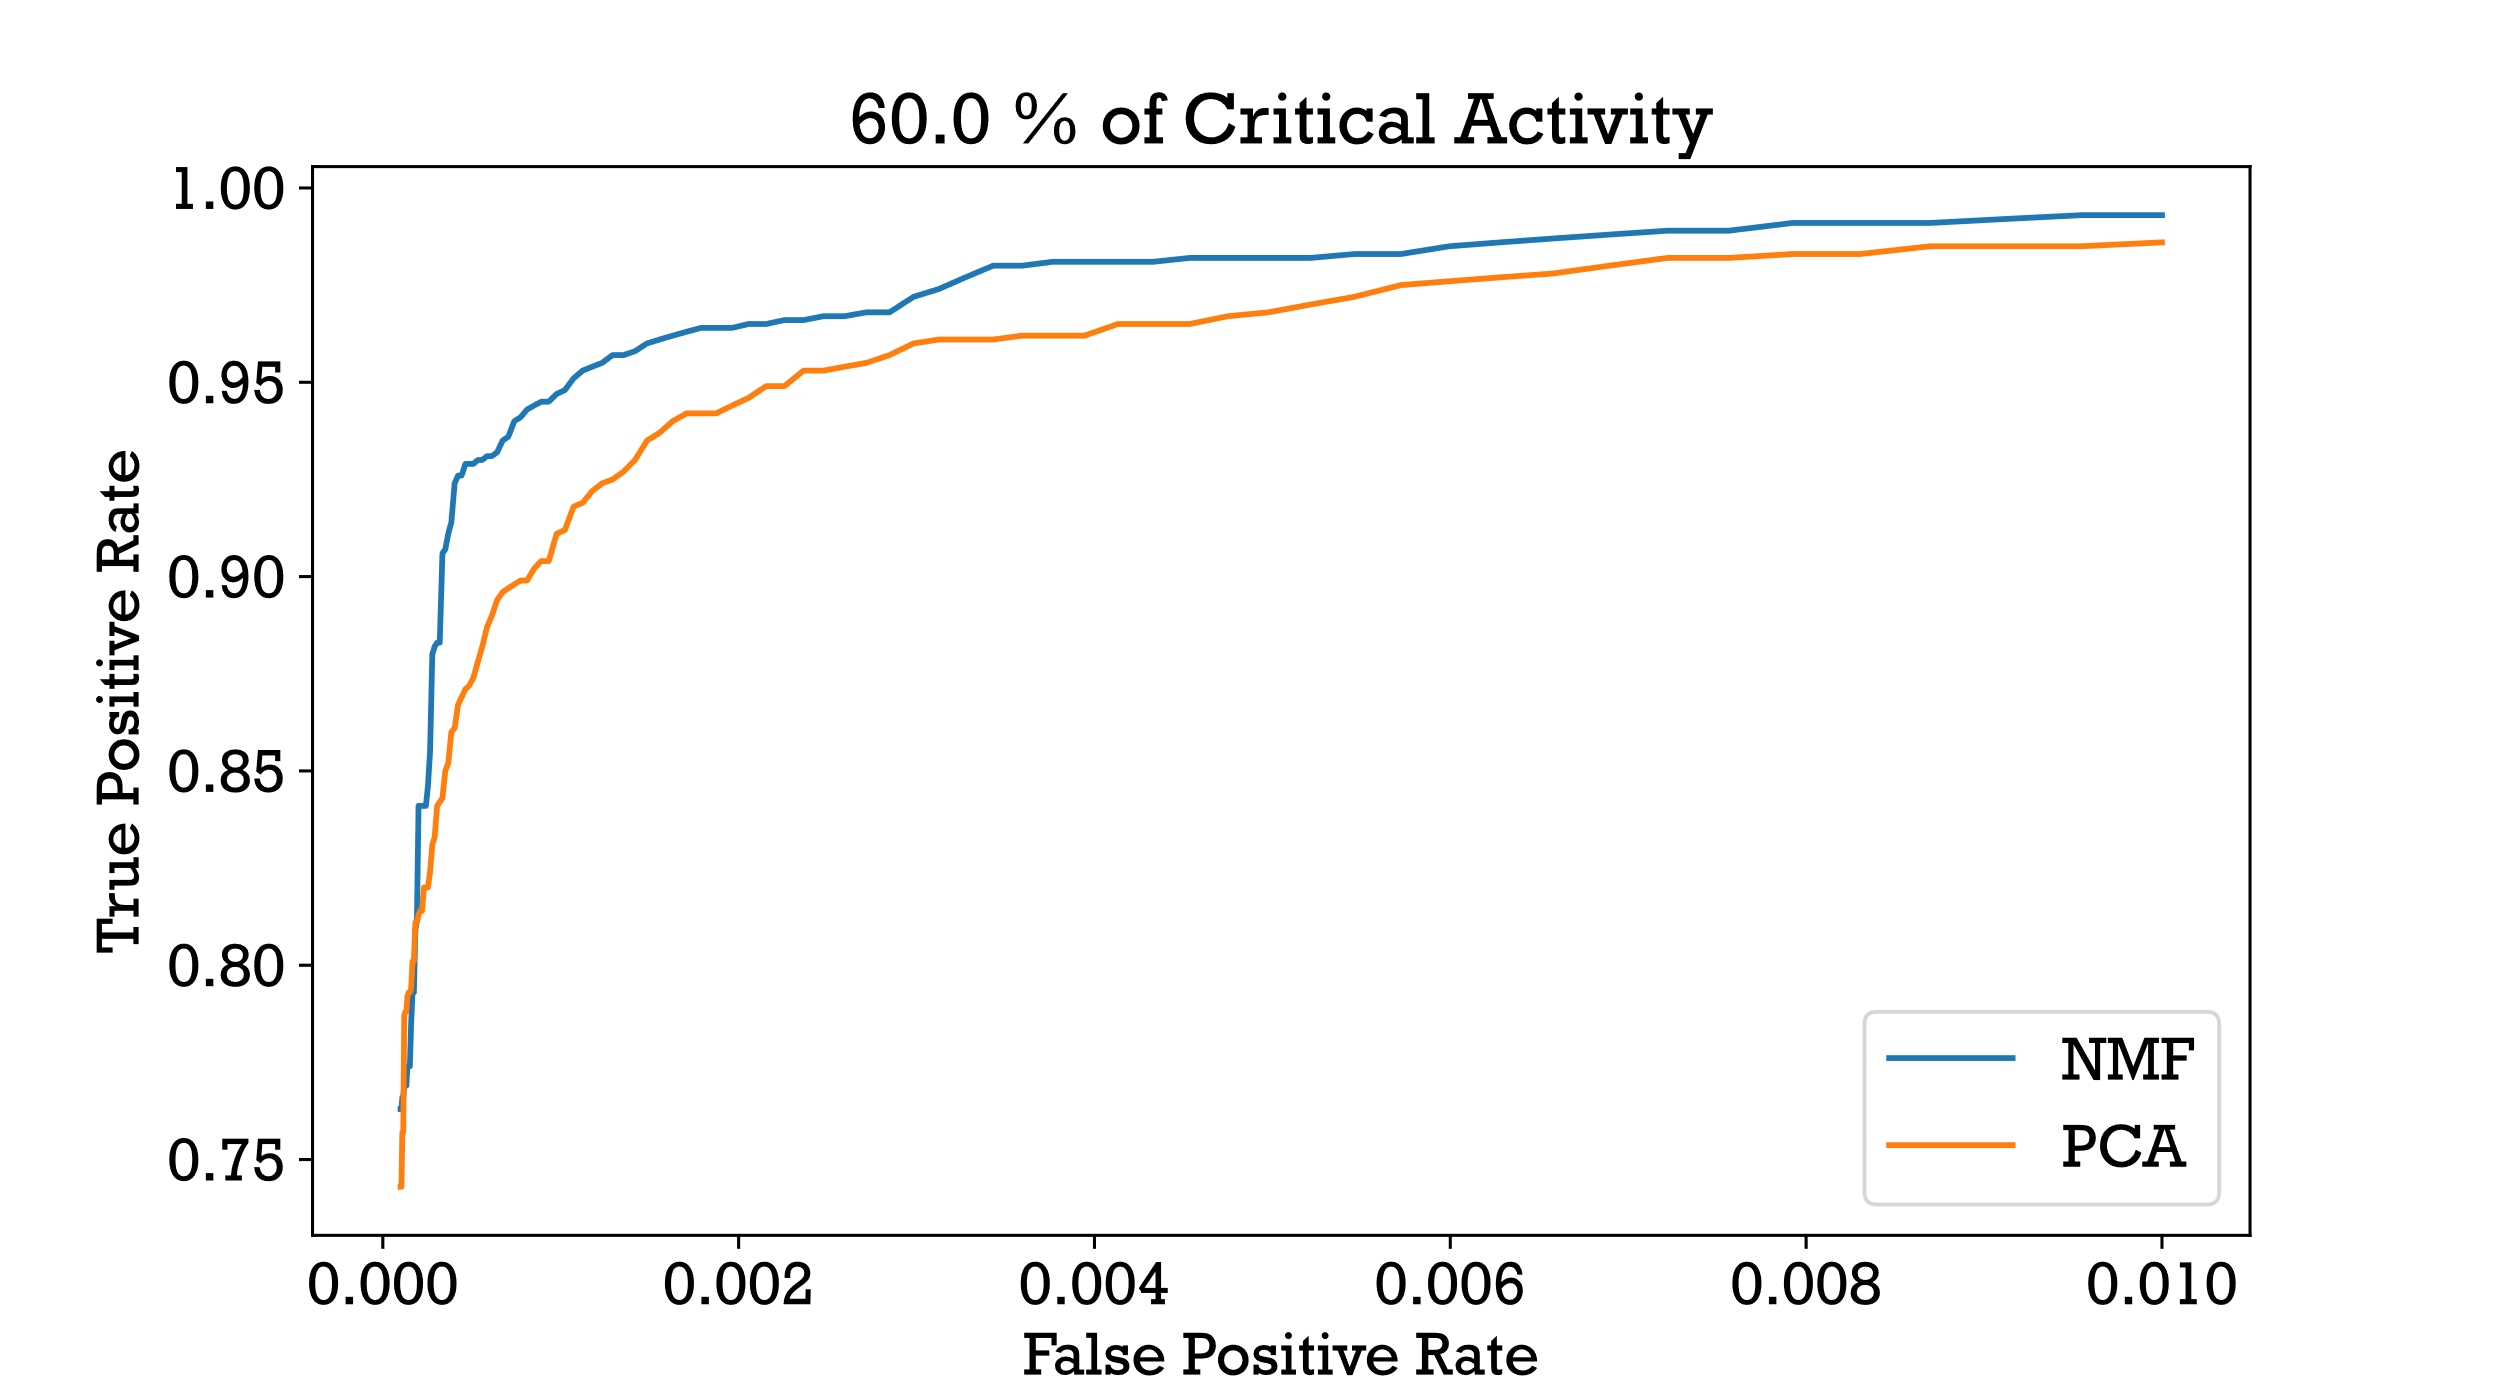 60.0 % of Critical Activity
1.00
0.95
0.90
0.85
0.80
0.75
True Positive Rate
NMF
PCA
0.000 0.002 0.004 0.006 0.008 0.010
False Positive Rate